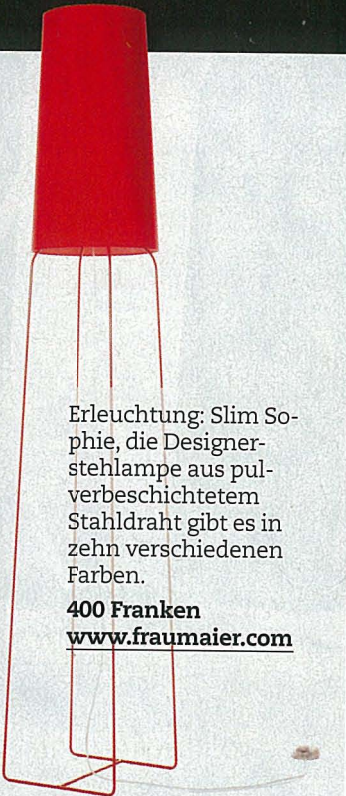 Erleuchtung: Slim So-
phie, die Designer-
stehlampe aus pul-
verbeschichtetem
Stahldraht gibt es in
zehn verschiedenen
Farben.
400 Franken
www.fraumaier.com